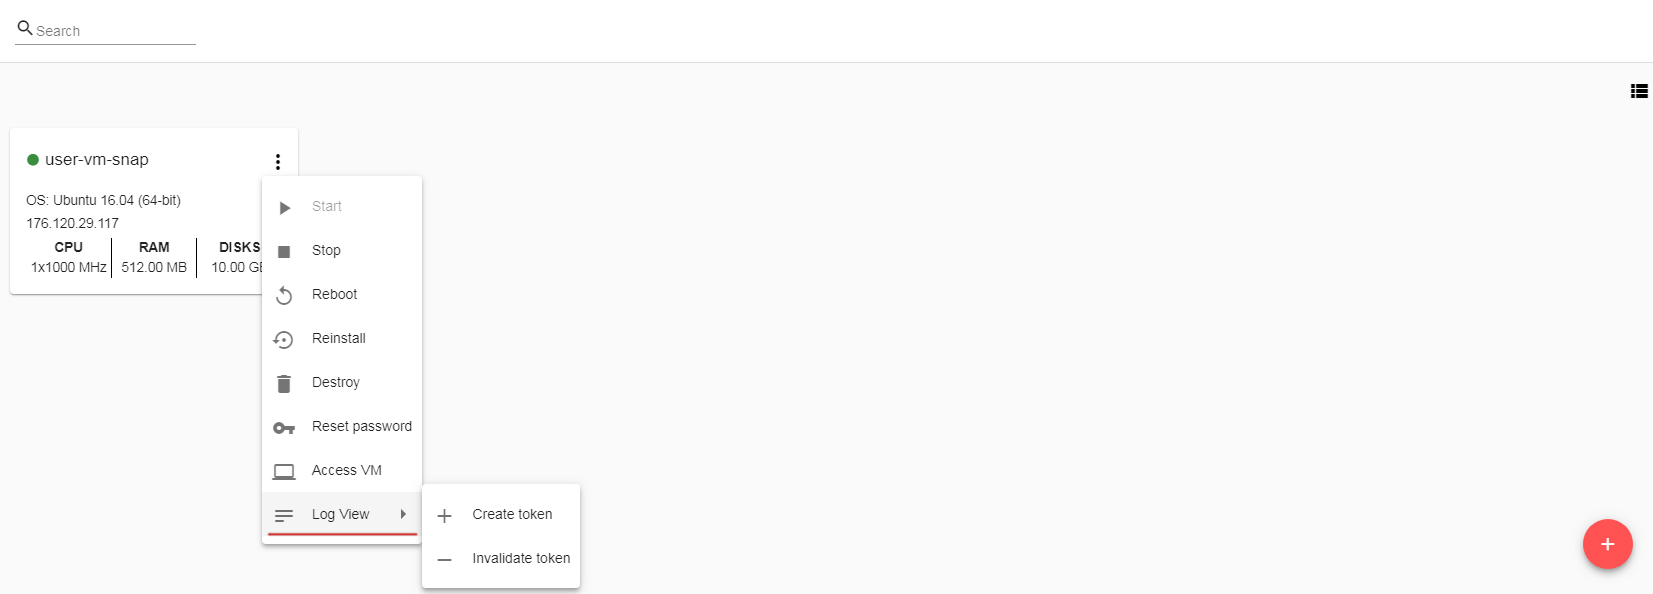 Search
user-vm-snap
OS: Ubuntu 16.04 (64-bit)
176.120.29.117
CPU RAM DISKS
1x1000 MHz 512.00 MB 10.00
Start
Stop
Reboot
Reinstall
Destroy
Reset password
Access VM
Log View
Create token
Invalidate token